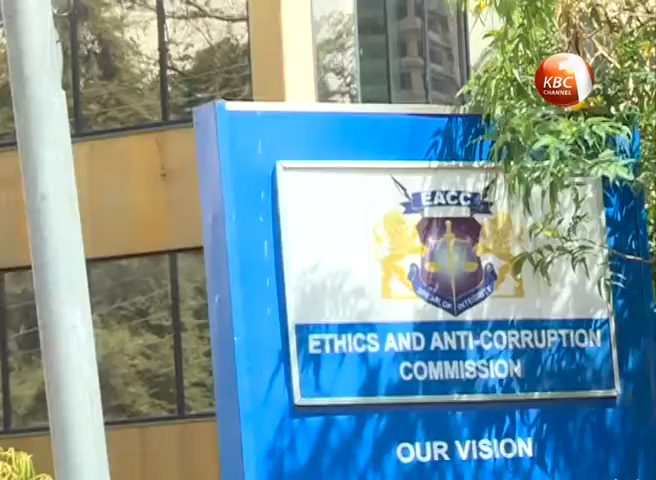 KBC 1
CHANNEL
EACC
ETHICS AND ANTI-CORRUPTION
COMMISSION
OUR VISION